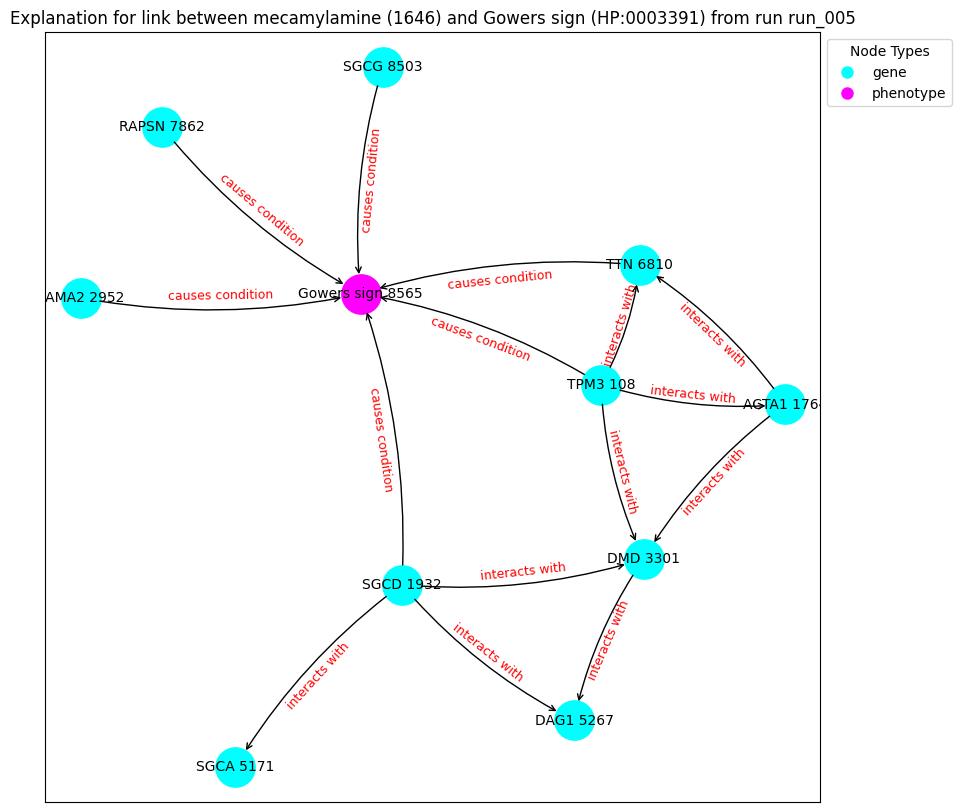 Explanation for link between mecamylamine (1646) and Gowers sign (HP:0003391) from run run_005
Node Types
gene
phenotype
SGCG 8503
RAPSN 7862
causes condition
causes condition
TTN 6810
AMA2 2952
causes condition
Gowers sign 8565
causes condition
causes condition
interacts with
interacts with
TPM3 108
interacts with
ACTA1 176
causes condition
interacts with
interacts with
DMD 3301
interacts with
SGCD 1932
interacts with
interacts with
interacts with
DAG1 5267
SGCA 5171